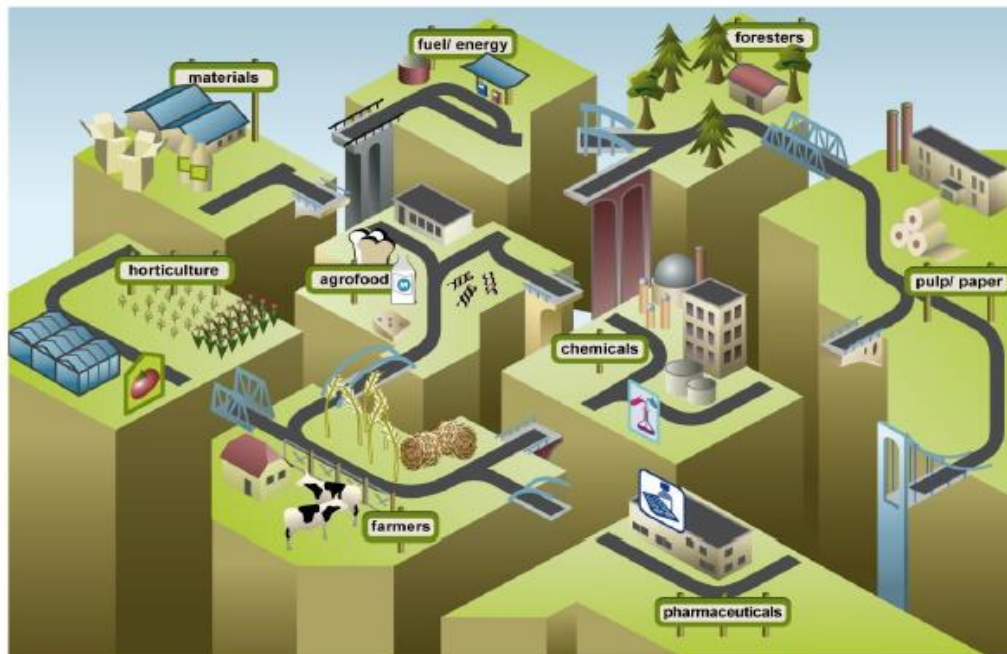 fuel/ energy
foresters
materials
horticulture
agrofood
pulp/ paper
chemicals
farmers
pharmaceuticals